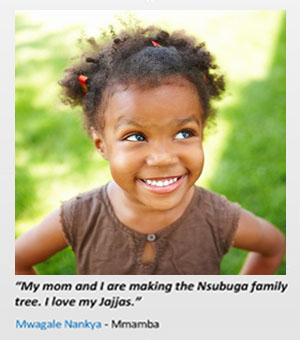 “My mom and I are making the Nsubuga family
tree. I love my Jajjas.”
Mwagale Nankya - Mmamba